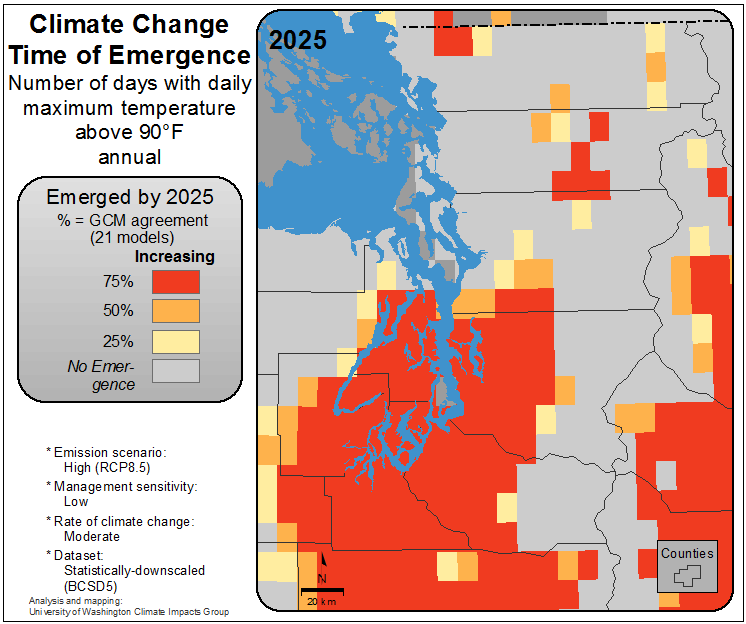 Climate Change
Time of Emergence
Number of days with daily
maximum temperature
above 90°F
annual
Emerged by 2025
% = GCM agreement
(21 models)
Increasing
75%
50%
25%
No Emer-
gence
* Emission scenario:
High (RCP8.5)
* Management sensitivity:
Low
* Rate of climate change:
Moderate
* Dataset:
Statistically-downscaled
(BCSD5)
Analysis and mapping:
University of Washington Climate Impacts Group
2025
N
20 km
Counties